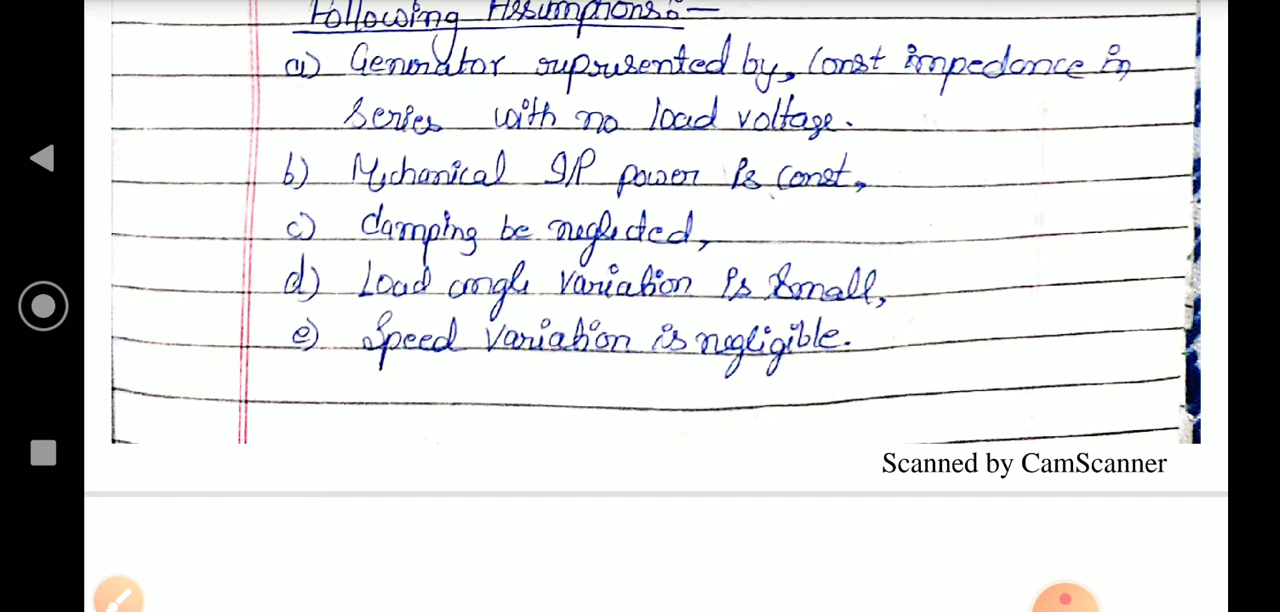 Following Assumptions :-
a) Generator represented by, Const impedance in
series with no load voltage.
b) Mechanical I/P power is const,
c) damping be neglected,
d) Load angle variation is small,
e) Speed variation is negligible.
Scanned by CamScanner